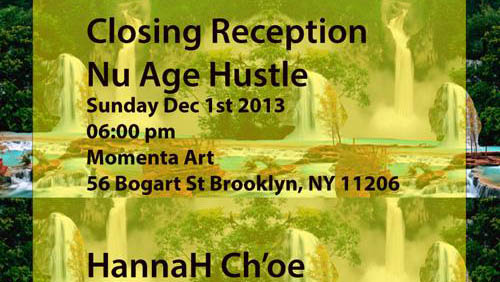 Closing Reception
Nu Age Hustle
Sunday Dec 1st 2013
06:00 pm
Momenta Art
56 Bogart St Brooklyn, NY 11206
HannaH Ch’oe